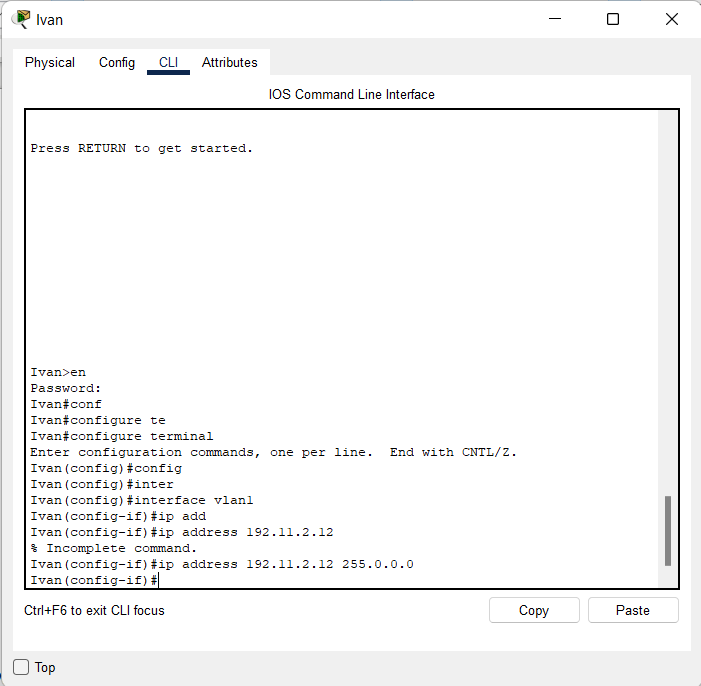 Ivan
Physical Config CLI Attributes
IOS Command Line Interface
Press RETURN to get started.
Ivan>en
Password:
Ivan#conf
Ivan#configure te
Ivan#configure terminal
Enter configuration commands, one per line.  End with CNTL/Z.
Ivan(config)#config
Ivan(config)#inter
Ivan(config)#interface vlan1
Ivan(config-if)#ip add
Ivan(config-if)#ip address 192.11.2.12
% Incomplete command.
Ivan(config-if)#ip address 192.11.2.12 255.0.0.0
Ivan(config-if)#
Ctrl+F6 to exit CLI focus
Copy Paste
Top